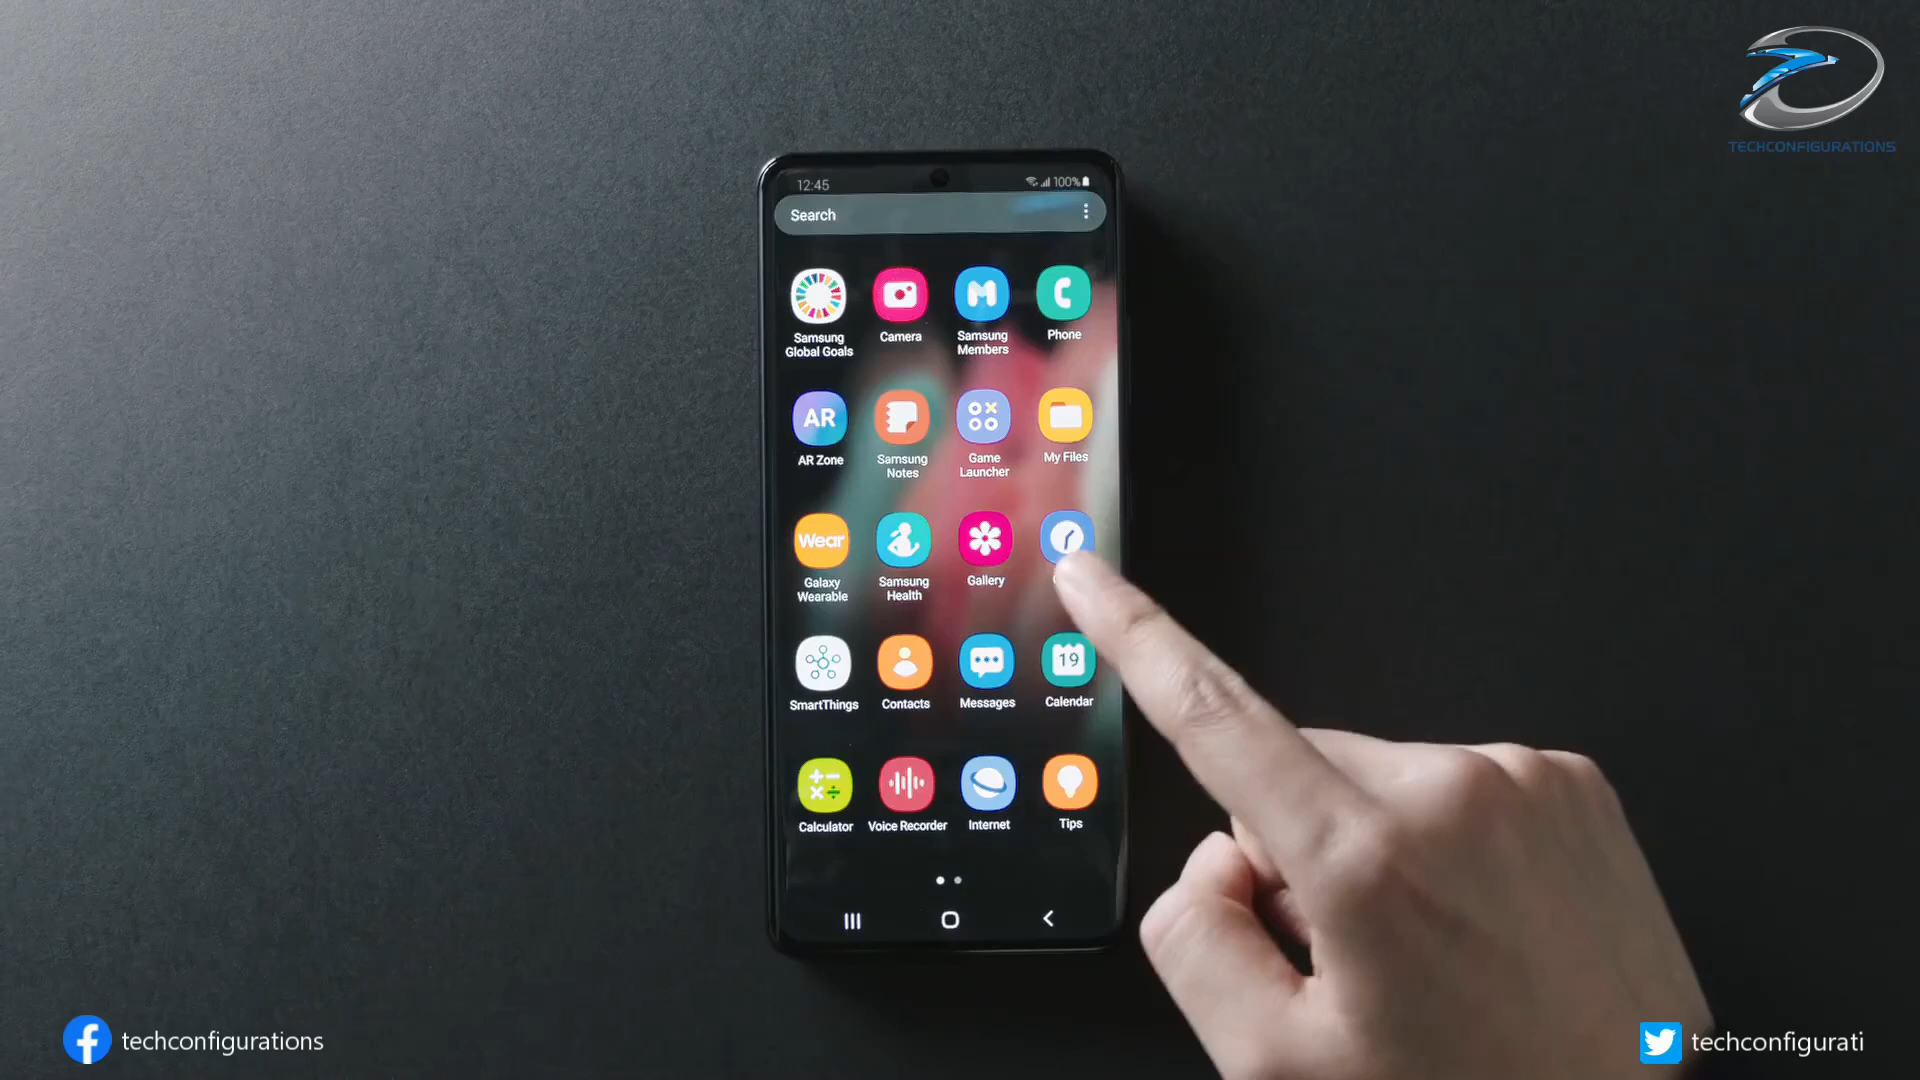 TECHCONFIGURATIONS
12:45
100%
Search
Samsung
Global Goals
Camera
Samsung
Members
Phone
AR
AR Zone
Samsung
Notes
Game
Launcher
My Files
Wear
Galaxy
Wearable
Samsung
Health
Gallery
SmartThings
Contacts
Messages
19
Calendar
Calculator
Voice Recorder
Internet
Tips
techconfigurations
techconfigurati